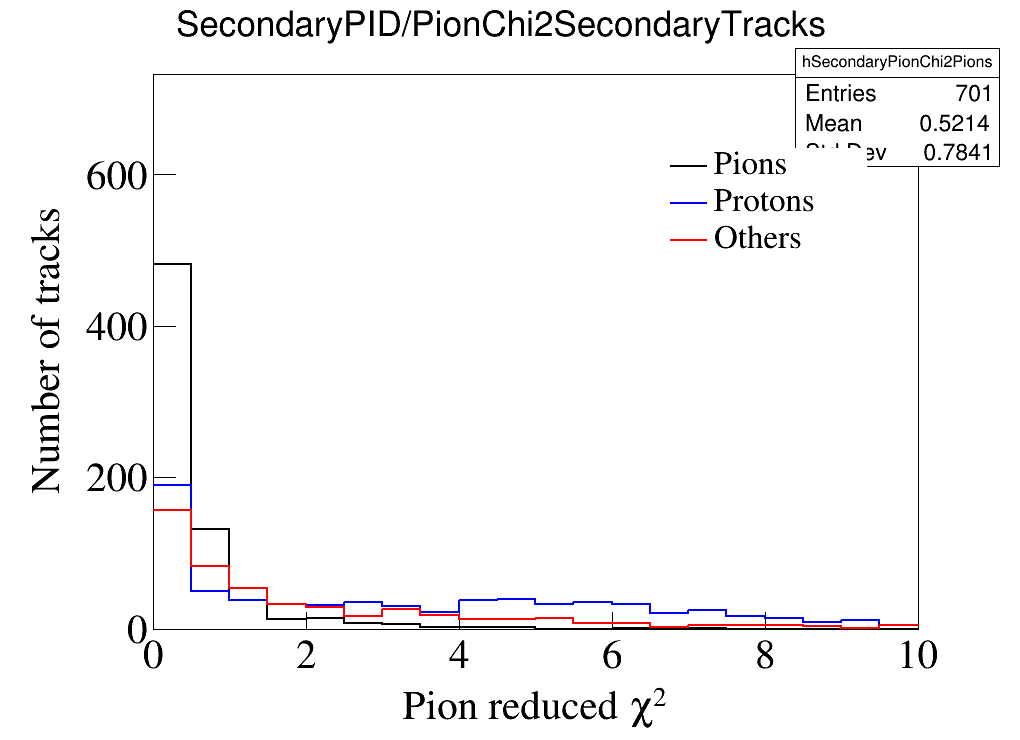 SecondaryPID/PionChi2SecondaryTracks
hSecondaryPionChi2Pions
Entries 701
Mean 0.5214
Dev 0.7841
Pions
Protons
Others
Number of tracks
600
400
200
0
0 2 4 6 8 10
Pion reduced χ²